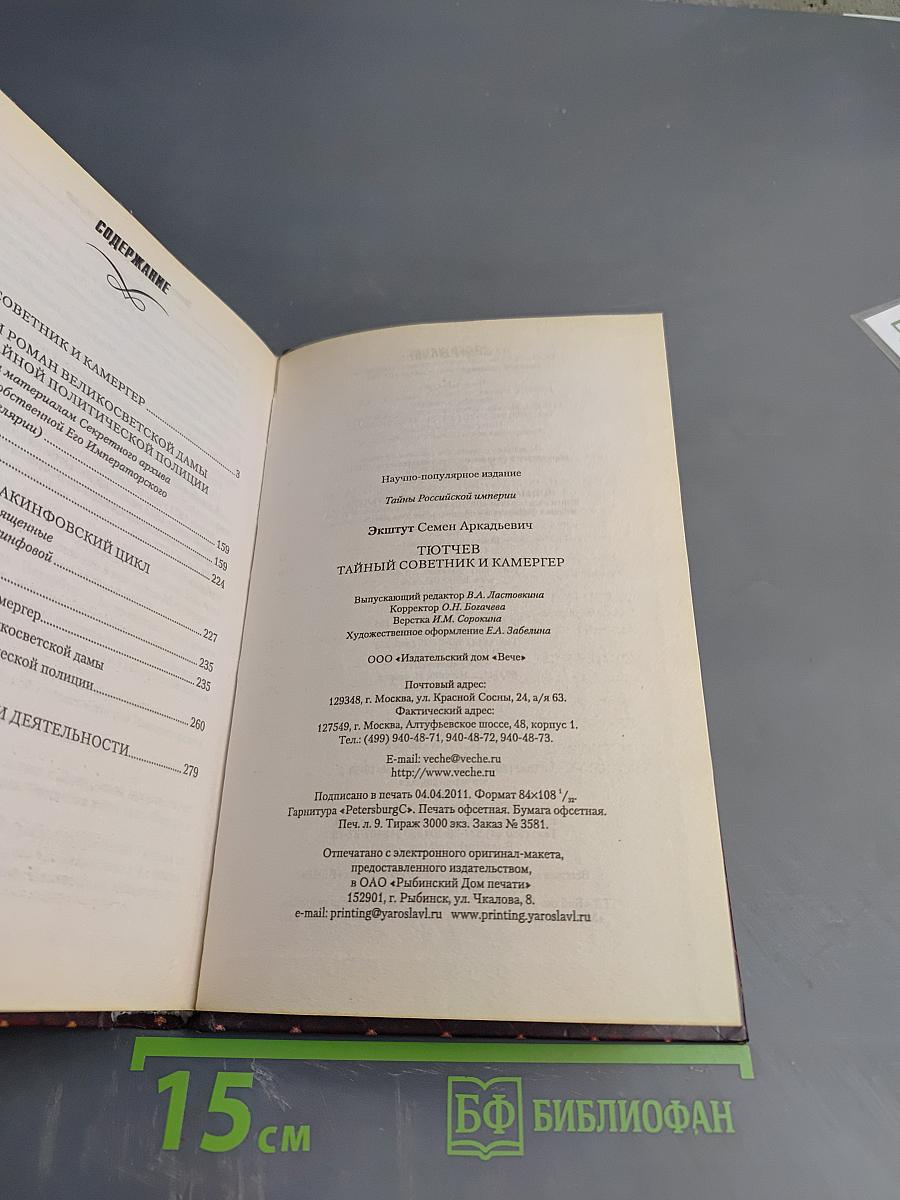 СОДЕРЖАНИЕ
СОВЕТНИК И КАМЕРГЕР 3
РОМАН ВЕЛИКОСВЕТСКОЙ ДАМЫ
ТАЙНОЙ ПОЛИТИЧЕСКОЙ ПОЛИЦИИ
материалам Секретного архива
Собственной Его Императорского
159
159
224
АКИНФОВСКИЙ ЦИКЛ
227
235
235
ческой полиции 260
И ДЕЯТЕЛЬНОСТИ 279
Научно-популярное издание
Тайны Российской империи
Экштут Семен Аркадьевич
ТЮТЧЕВ
ТАЙНЫЙ СОВЕТНИК И КАМЕРГЕР
Выпускающий редактор В.А. Ластовкина
Корректор О.Н. Богачева
Верстка И.М. Сорокина
Художественное оформление Е.А. Забелина
ООО «Издательский дом «Вече»
Почтовый адрес:
129348, г. Москва, ул. Красной Сосны, 24, а/я 63.
Фактический адрес:
127549, г. Москва, Алтуфьевское шоссе, 48, корпус 1.
Тел.: (499) 940-48-71, 940-48-72, 940-48-73.
E-mail: veche@veche.ru
http://www.veche.ru
Подписано в печать 04.04.2011. Формат 84×108 1/32.
Гарнитура «PetersburgC». Печать офсетная. Бумага офсетная.
Печ. л. 9. Тираж 3000 экз. Заказ № 3581.
Отпечатано с электронного оригинал-макета,
предоставленного издательством,
в ОАО «Рыбинский Дом печати»
152901, г. Рыбинск, ул. Чкалова, 8.
e-mail: printing@yaroslavl.ru www.printing.yaroslavl.ru
15 см
БФ БИБЛИОФАН